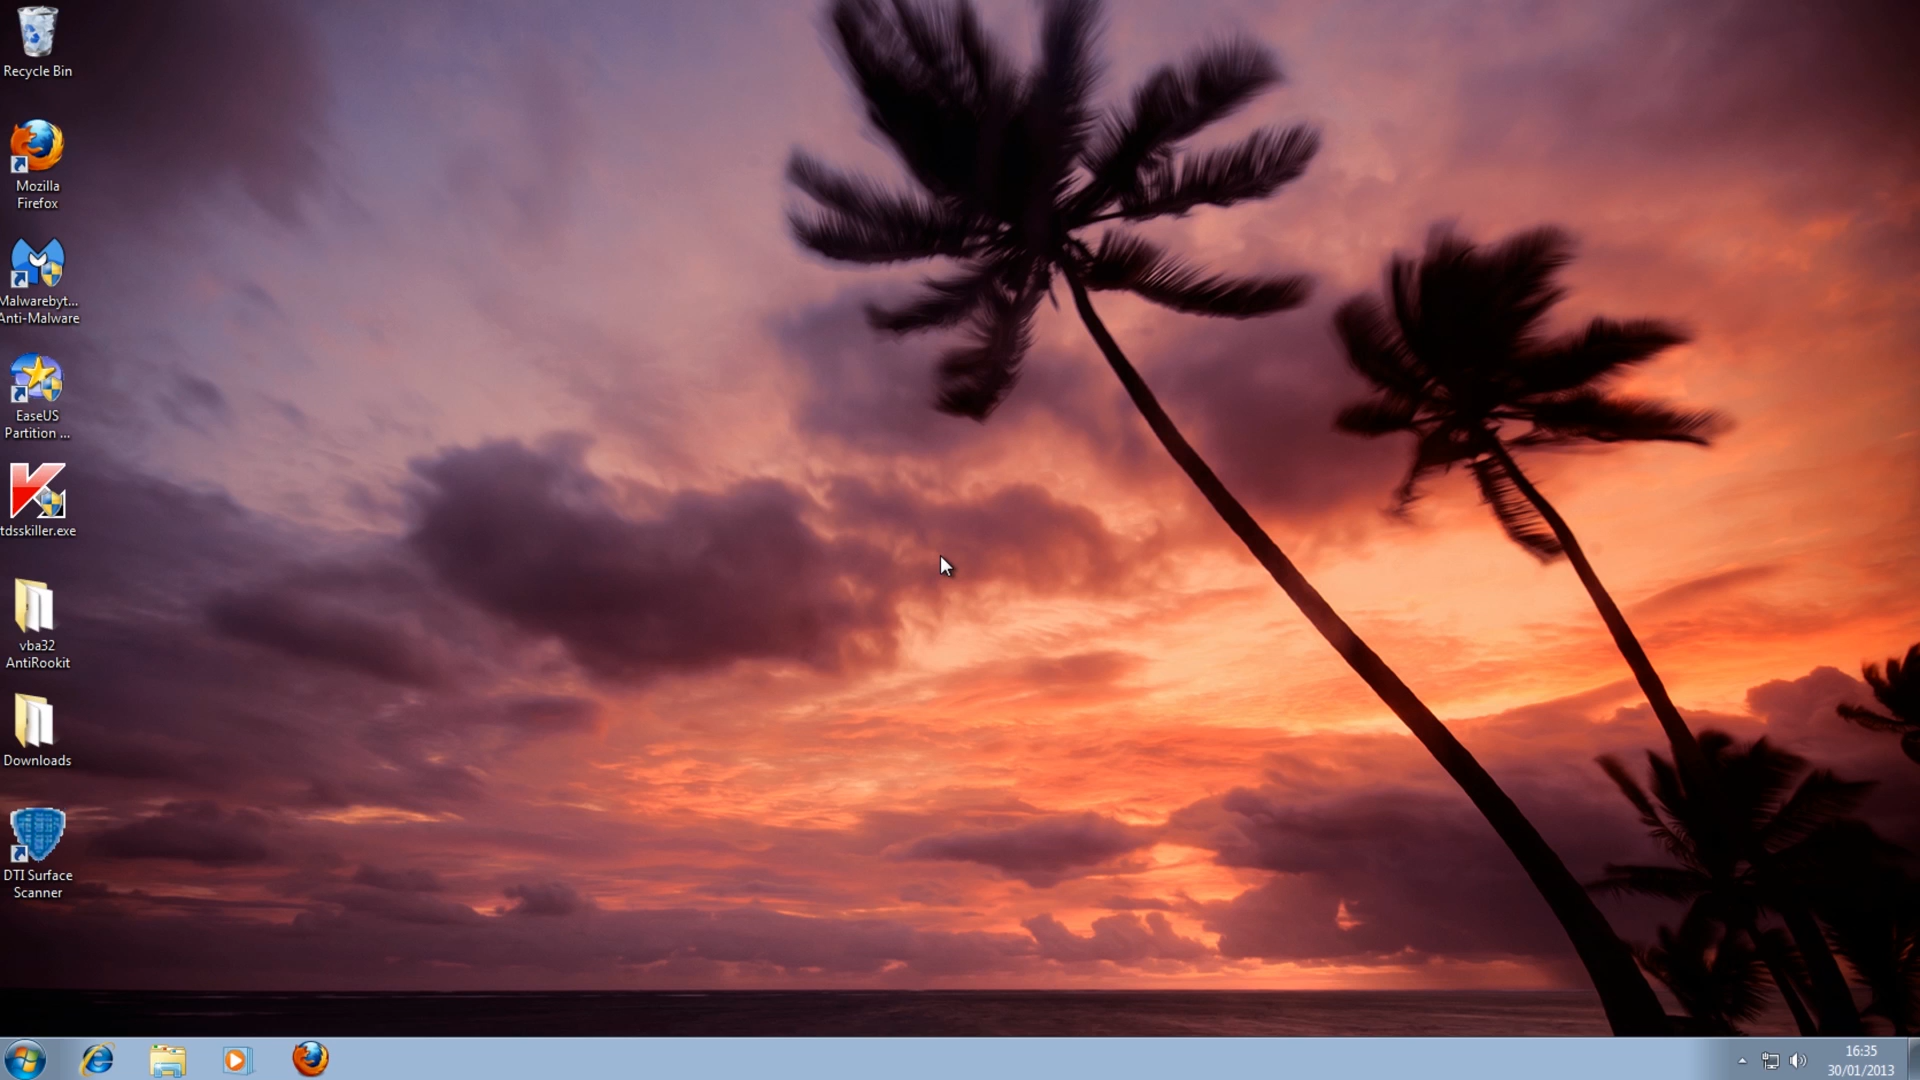 Recycle Bin
Mozilla
Firefox
Malwarebyt...
Anti-Malware
EaseUS
Partition ...
tdsskiller.exe
vba32
AntiRookit
Downloads
DTI Surface
Scanner
16:35
30/01/2013